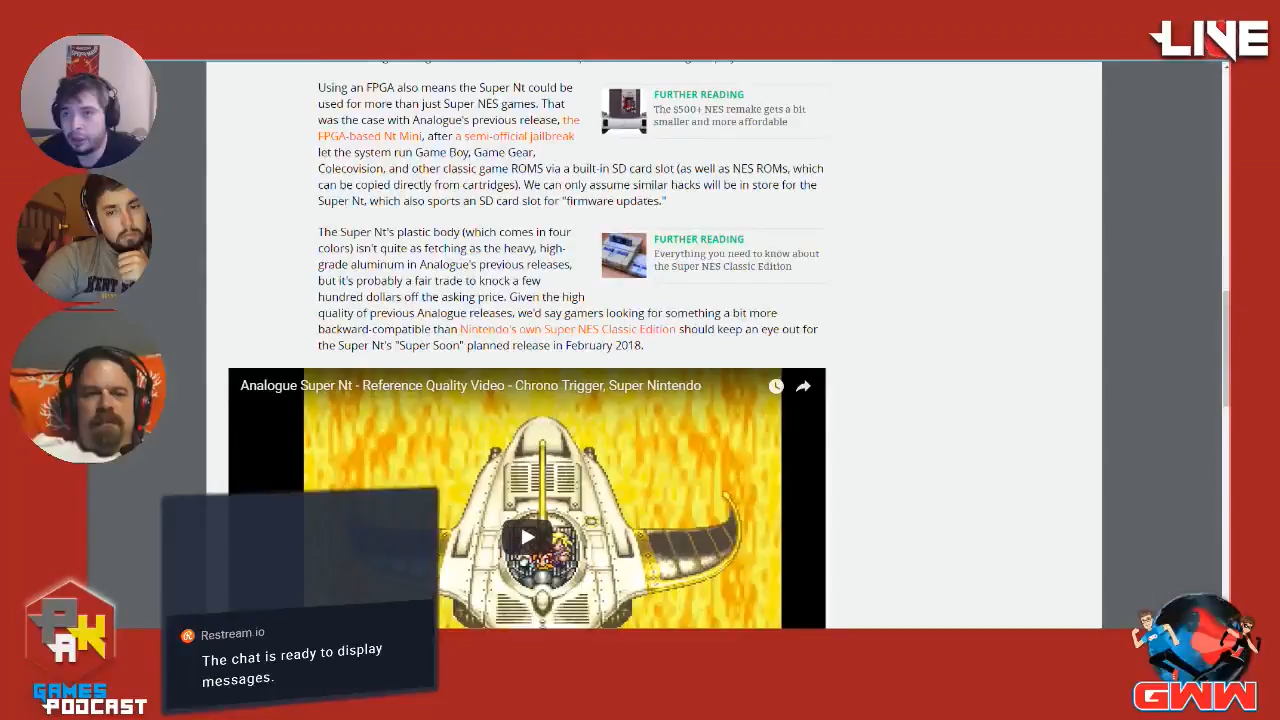 LIVE
Using an FPGA also means the Super Nt could be
used for more than just Super NES games. That
was the case with Analogue's previous release, the
FPGA-based Nt Mini, after a semi-official jailbreak
let the system run Game Boy, Game Gear,
Colecovision, and other classic game ROMS via a built-in SD card slot (as well as NES ROMs, which
can be copied directly from cartridges). We can only assume similar hacks will be in store for the
Super Nt, which also sports an SD card slot for "firmware updates."
FURTHER READING
The $500+ NES remake gets a bit
smaller and more affordable
The Super Nt's plastic body (which comes in four
colors) isn't quite as fetching as the heavy, high-
grade aluminum in Analogue's previous releases,
but it's probably a fair trade to knock a few
hundred dollars off the asking price. Given the high
quality of previous Analogue releases, we'd say gamers looking for something a bit more
backward-compatible than Nintendo's own Super NES Classic Edition should keep an eye out for
the Super Nt's "Super Soon" planned release in February 2018.
FURTHER READING
Everything you need to know about
the Super NES Classic Edition
Analogue Super Nt - Reference Quality Video - Chrono Trigger, Super Nintendo
Restream.io
The chat is ready to display
messages.
PAK
GAMES
PODCAST
GWW